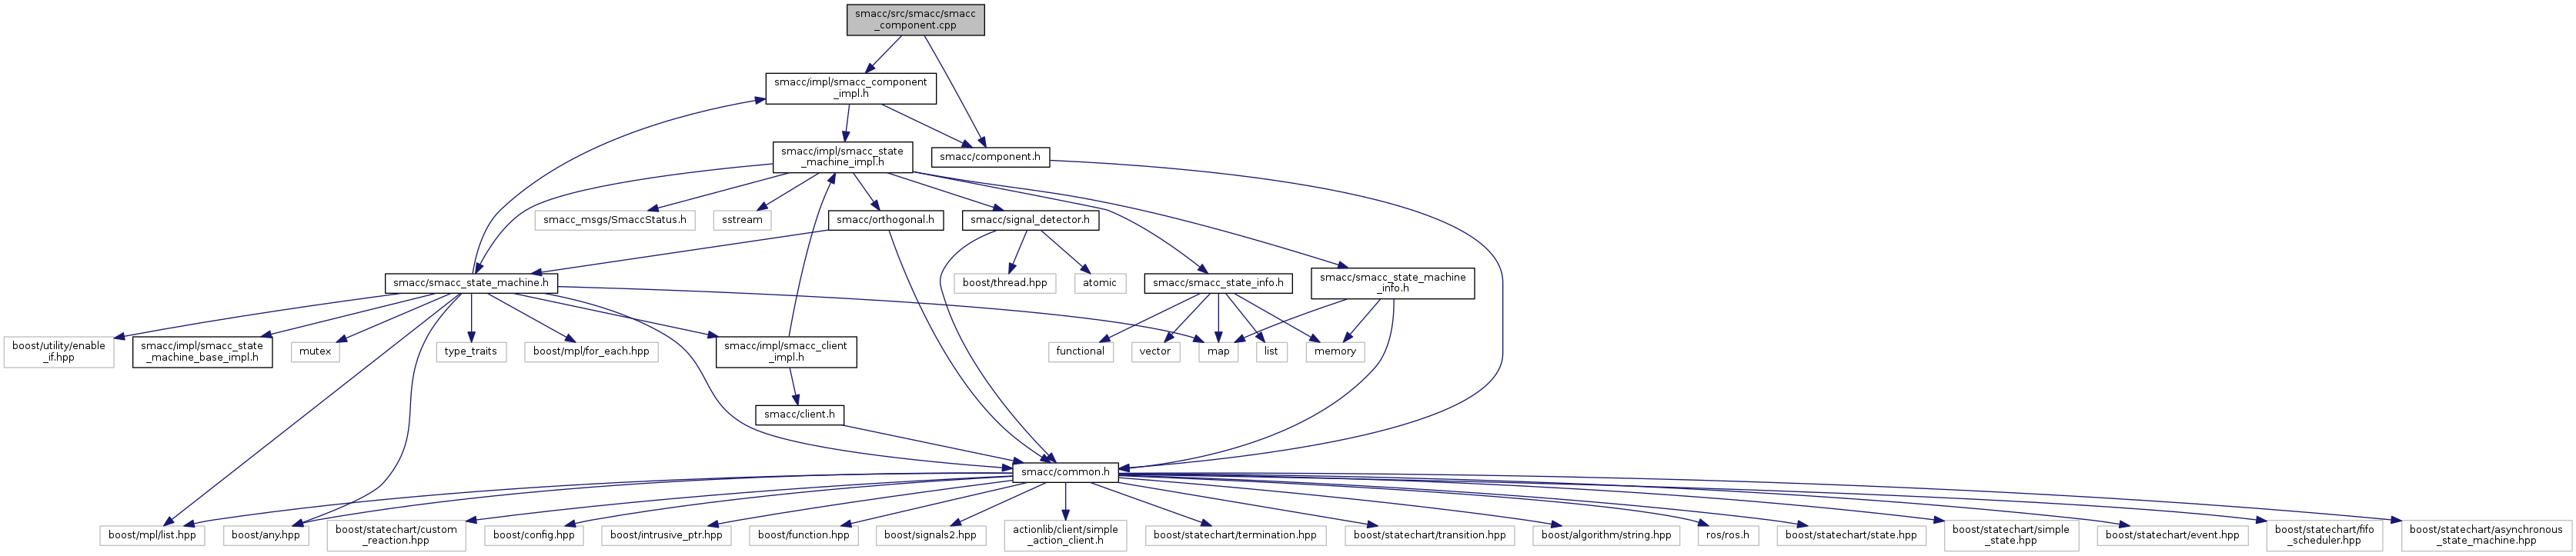 smacc/src/smacc/smacc
_component.cpp
smacc/impl/smacc_component
_impl.h
smacc/impl/smacc_state
_machine_impl.h
smacc/component.h
smacc_msgs/SmaccStatus.h
sstream
smacc/orthogonal.h
smacc/signal_detector.h
smacc/smacc_state_machine.h
boost/thread.hpp
atomic
smacc/smacc_state_info.h
smacc/smacc_state_machine
_info.h
boost/utility/enable
_if.hpp
smacc/impl/smacc_state
_machine_base_impl.h
mutex
type_traits
boost/mpl/for_each.hpp
smacc/impl/smacc_client
_impl.h
functional
vector
map
list
memory
smacc/client.h
smacc/common.h
boost/mpl/list.hpp
boost/any.hpp
boost/statechart/custom
_reaction.hpp
boost/config.hpp
boost/intrusive_ptr.hpp
boost/function.hpp
boost/signals2.hpp
actionlib/client/simple
_action_client.h
boost/statechart/termination.hpp
boost/statechart/transition.hpp
boost/algorithm/string.hpp
ros/ros.h
boost/statechart/state.hpp
boost/statechart/simple
_state.hpp
boost/statechart/event.hpp
boost/statechart/fifo
_scheduler.hpp
boost/statechart/asynchronous
_state_machine.hpp